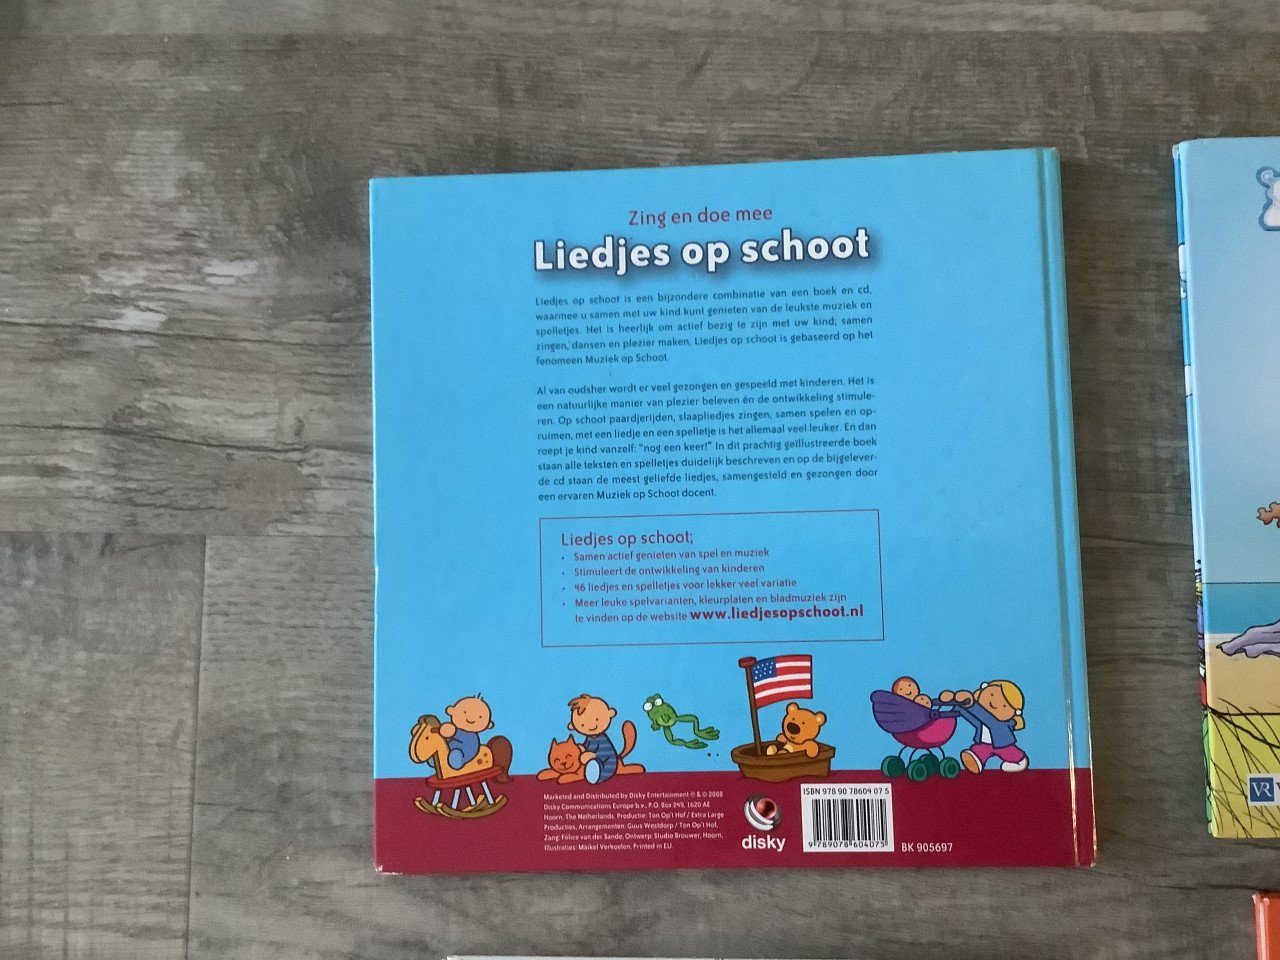 Zing en doe mee
Liedjes op schoot
Liedjes op schoot is een bijzondere combinatie van een boek en cd,
waarmee u samen met uw kind kunt genieten van de leukste muziek en
spelletjes. Het is heerlijk om actief bezig te zijn met uw kind; samen
zingen, dansen en plezier maken. Liedjes op schoot is gebaseerd op het
fenomeen Muziek op Schoot.
Al van oudsher wordt er veel gezongen en gespeeld met kinderen. Het is
een natuurlijke manier van plezier beleven én de ontwikkeling stimule-
ren. Op schoot paardjerijden, slaapliedjes zingen, samen spelen en op-
ruimen, met een liedje en een spelletje is het allemaal veel leuker. En dan
roept je kind vanzelf: "nog een keer!" In dit prachtig geïllustreerde boek
staan alle teksten en spelletjes duidelijk beschreven en op de bijgelever-
de cd staan de meest geliefde liedjes, samengesteld en gezongen door
een ervaren Muziek op Schoot docent.
Liedjes op schoot;
• Samen actief genieten van spel en muziek
• Stimuleert de ontwikkeling van kinderen
• 46 liedjes en spelletjes voor lekker veel variatie
• Meer leuke spelvarianten, kleurplaten en bladmuziek zijn
te vinden op de website www.liedjesopschoot.nl
Marketed and Distributed by Disky Entertainment ℗ & © 2008
Disky Communications Europe b.v., P.O. Box 249, 1620 AE
Hoorn, The Netherlands. Productie: Ton Op't Hof / Extra Large
Producties, Arrangementen: Guus Westdorp / Ton Op't Hof,
Zang: Felice van der Sande, Ontwerp: Studio Brouwer, Hoorn,
Illustraties: Maikel Verkoelen, Printed in EU.
disky
ISBN 978 90 78604 07 5
9 789078 604075
BK 905697
VR